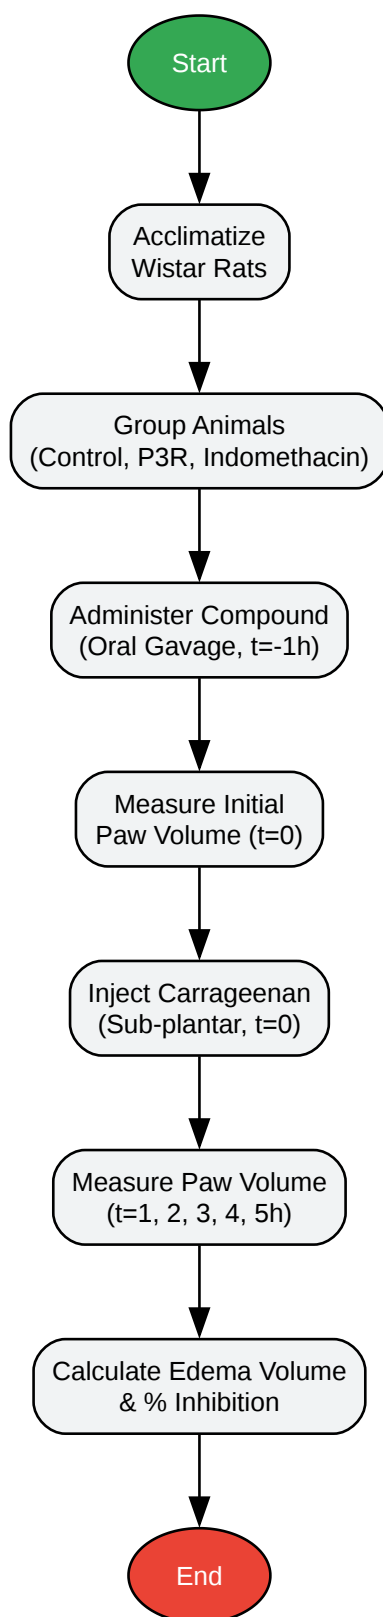 Start
Acclimatize
Wistar Rats
Group Animals
(Control, P3R, Indomethacin)
Administer Compound
(Oral Gavage, t=-1h)
Measure Initial
Paw Volume (t=0)
Inject Carrageenan
(Sub-plantar, t=0)
Measure Paw Volume
(t=1, 2, 3, 4, 5h)
Calculate Edema Volume
& % Inhibition
End